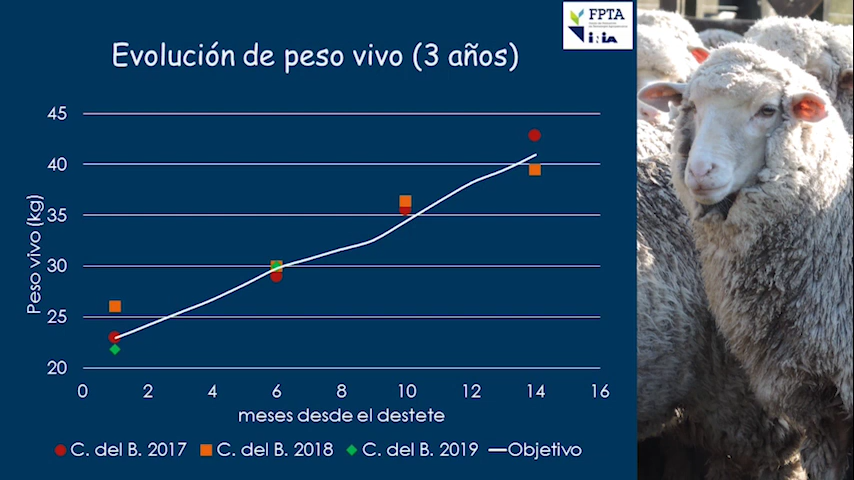 FPTA
INIA
Evolución de peso vivo (3 años)
45
40
35
30
25
20
Peso vivo (kg)
0 2 4 6 8 10 12 14 16
meses desde el destete
C. del B. 2017 C. del B. 2018 C. del B. 2019 Objetivo